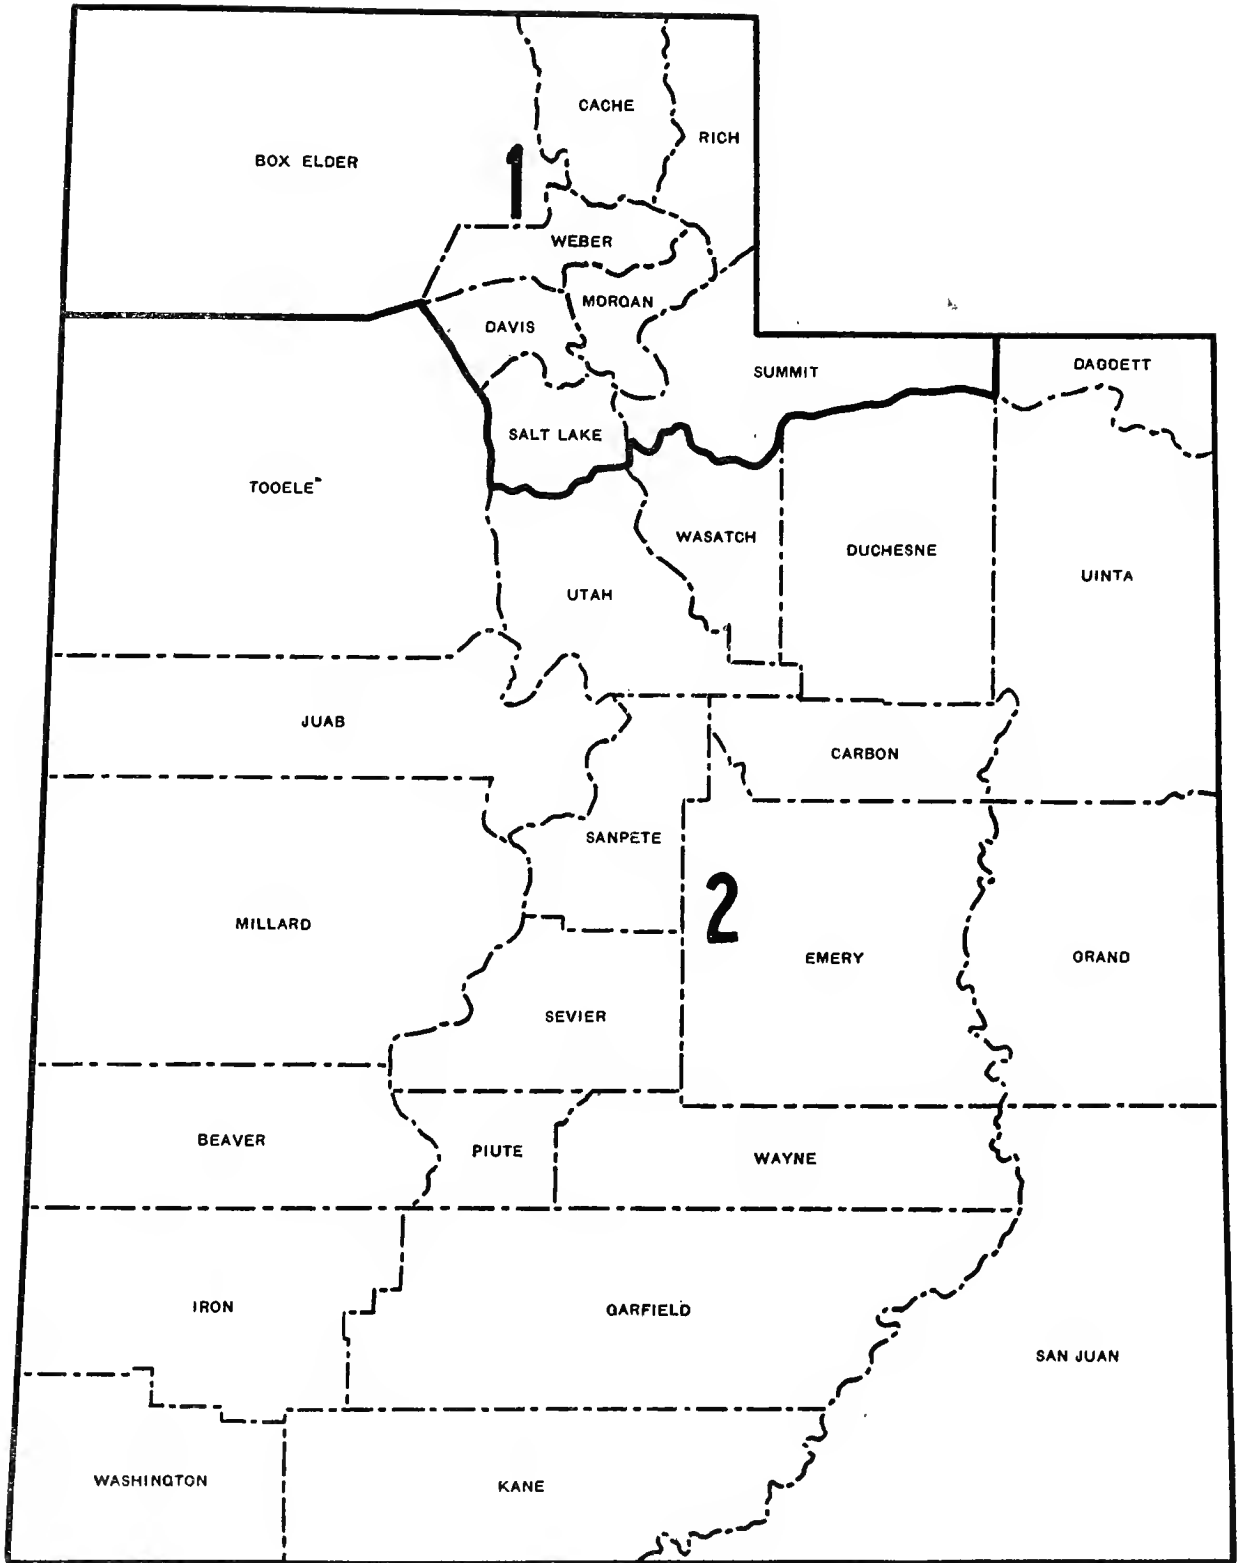 CACHE
RICH
BOX ELDER
1
WEBER
MORGAN
DAVIS
SUMMIT
DAGGETT
SALT LAKE
TOOELE
WASATCH
DUCHESNE
UINTA
UTAH
JUAB
CARBON
SANPETE
2
MILLARD
EMERY
GRAND
SEVIER
BEAVER
PIUTE
WAYNE
IRON
GARFIELD
SAN JUAN
WASHINGTON
KANE